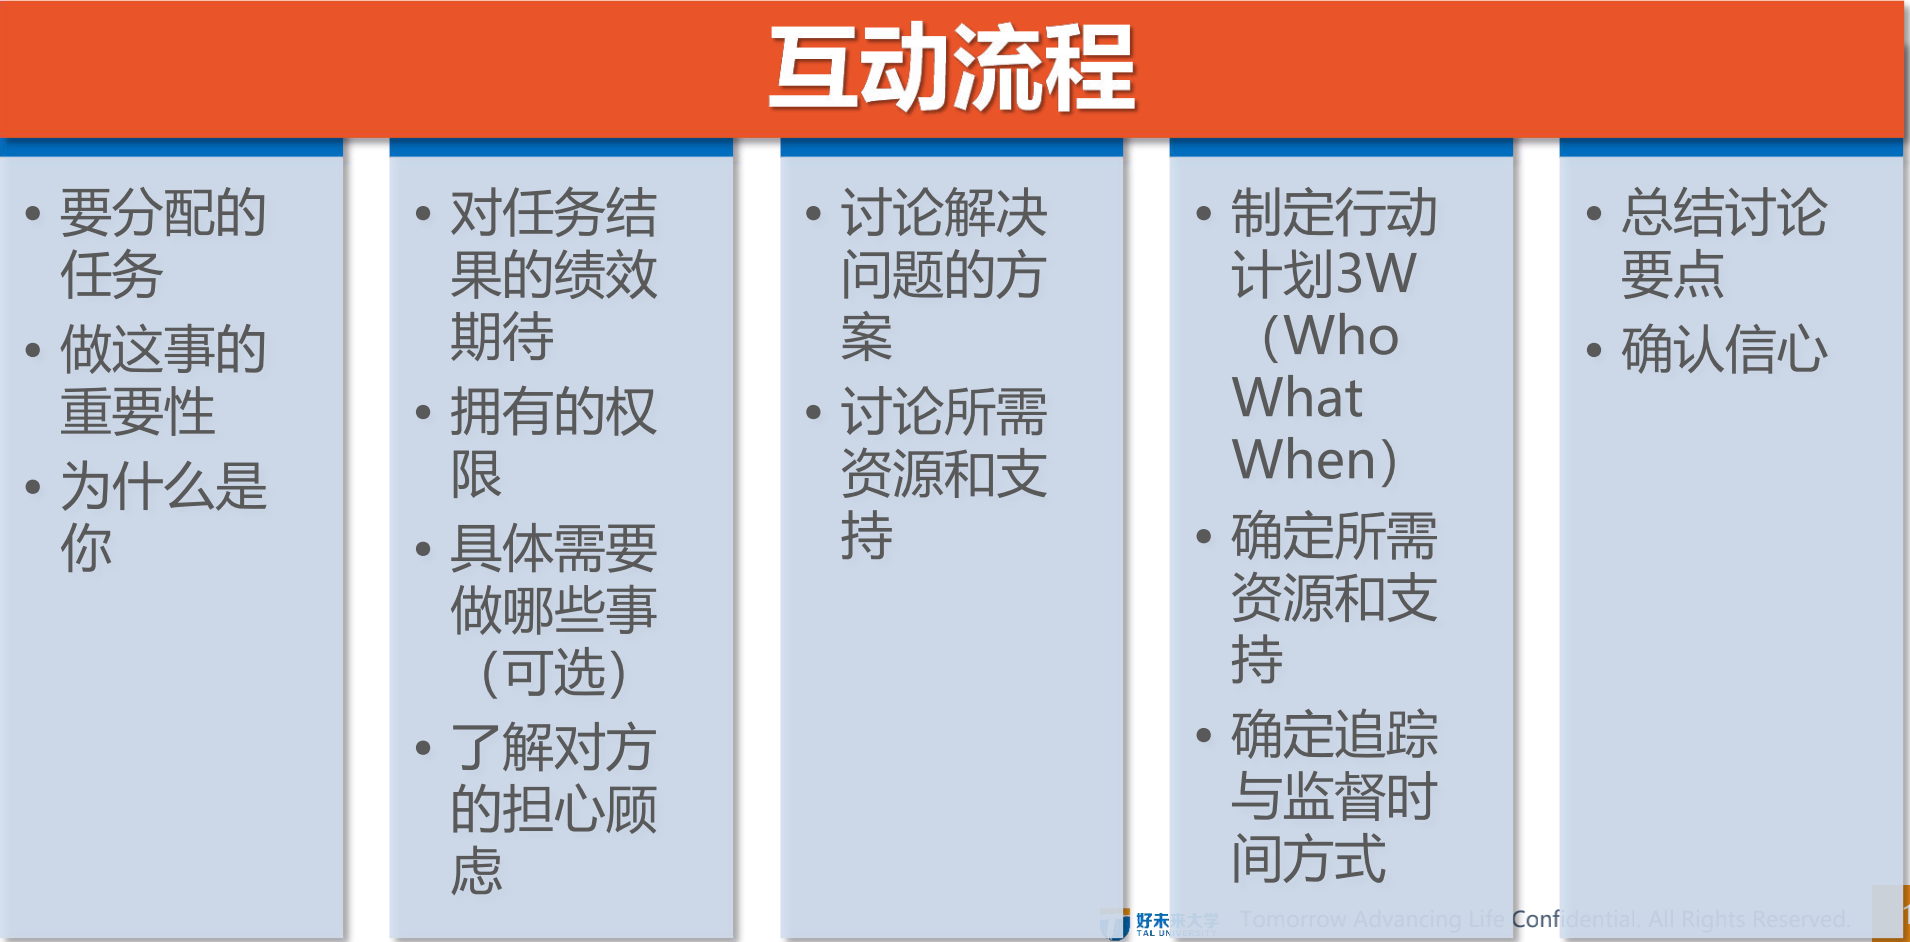 互动流程
• 要分配的
任务
• 做这事的
重要性
• 为什么是
你
• 对任务结
果的绩效
期待
• 拥有的权
限
• 具体需要
做哪些事
（可选）
• 了解对方
的担心顾
虑
• 讨论解决
问题的方
案
• 讨论所需
资源和支
持
• 制定行动
计划3W
（Who
What
When）
• 确定所需
资源和支
持
• 确定追踪
与监督时
间方式
• 总结讨论
要点
• 确认信心
好未来大学
TAL UNIVERSITY
Tomorrow Advancing Life Confidential. All Rights Reserved.